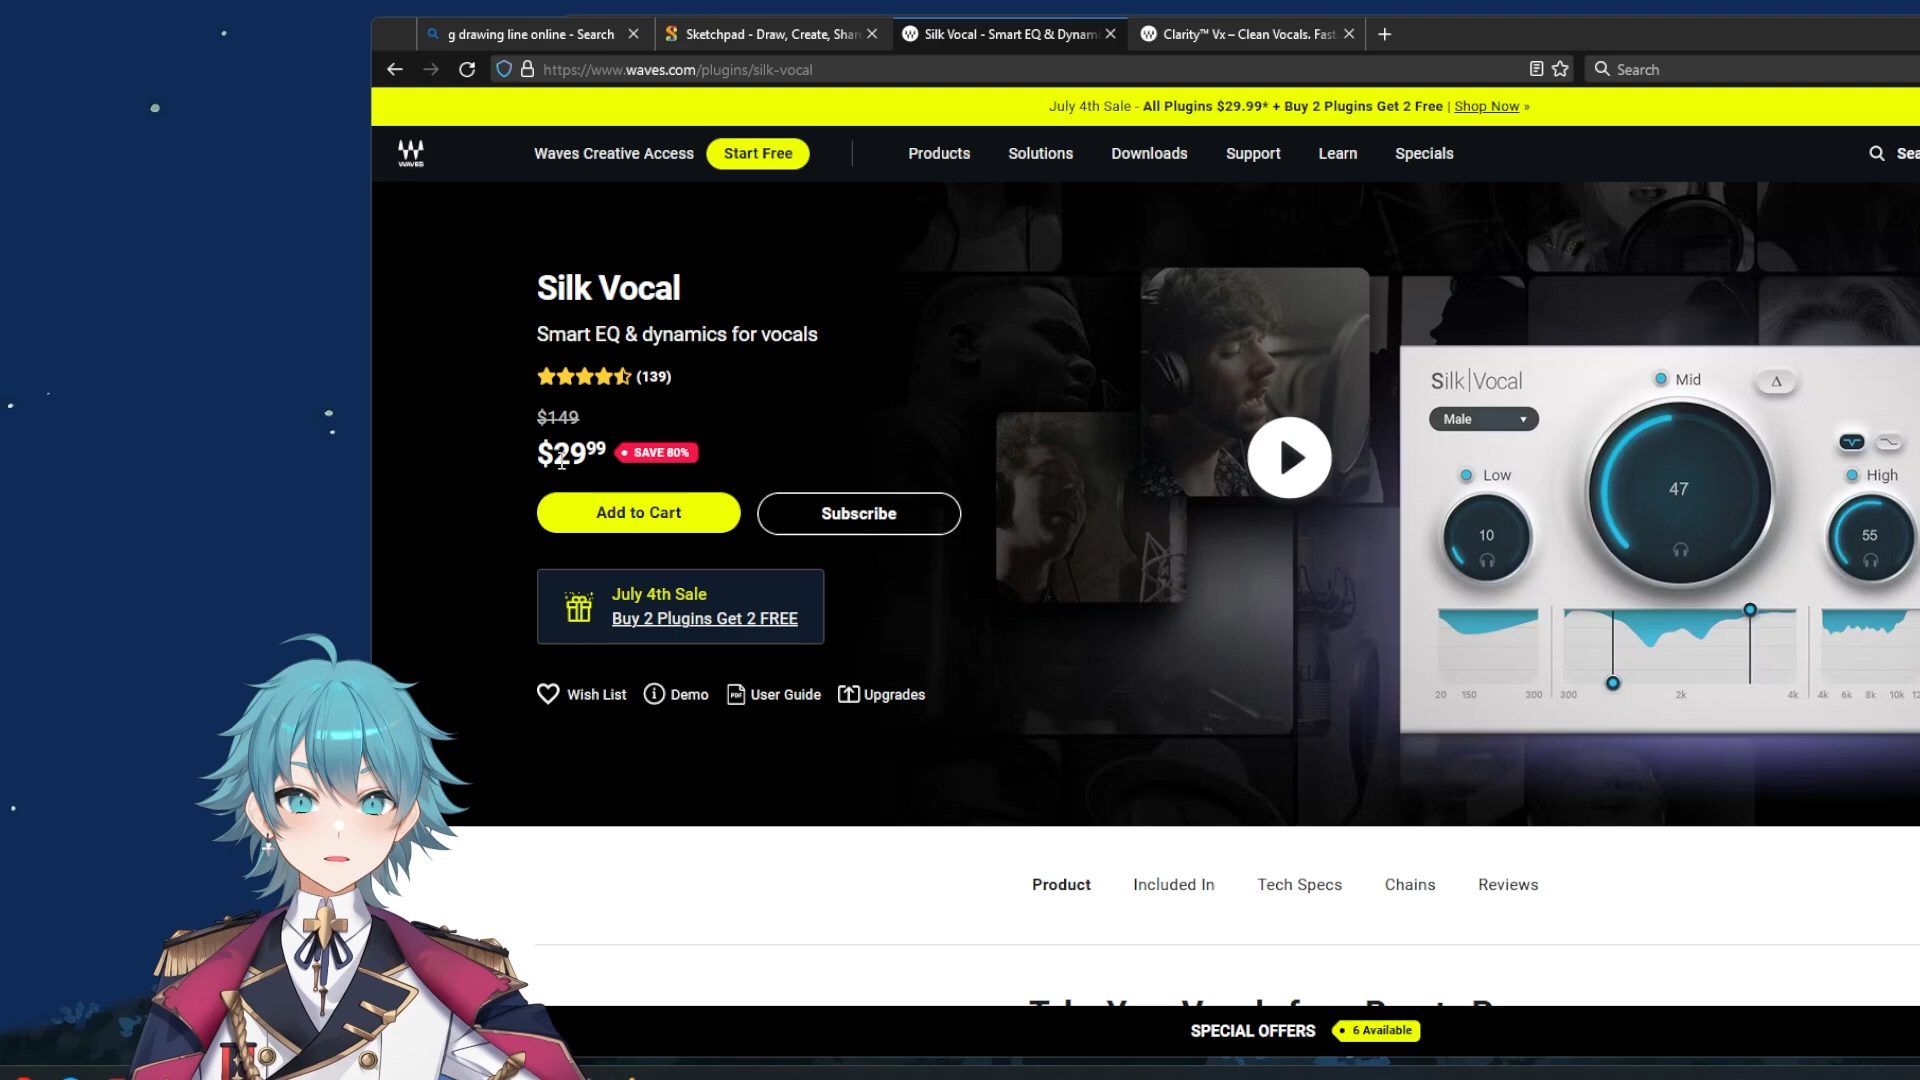 g drawing line online - Search
Sketchpad - Draw, Create, Shar
Silk Vocal - Smart EQ & Dynam
Clarity™ Vx – Clean Vocals. Fast.
https://www.waves.com/plugins/silk-vocal
Search
July 4th Sale - All Plugins $29.99* + Buy 2 Plugins Get 2 Free | Shop Now »
WAVES
Waves Creative Access
Start Free
Products
Solutions
Downloads
Support
Learn
Specials
Sea
Silk Vocal
Smart EQ & dynamics for vocals
(139)
$149
$29 99
SAVE 80%
Add to Cart
Subscribe
July 4th Sale
Buy 2 Plugins Get 2 FREE
Wish List
Demo
PDF
User Guide
Upgrades
Silk|Vocal
Mid
Δ
Male
Low
High
47
10
55
20 150 300
300 2k 4k
4k 6k 8k 10k 12
Product
Included In
Tech Specs
Chains
Reviews
SPECIAL OFFERS
6 Available